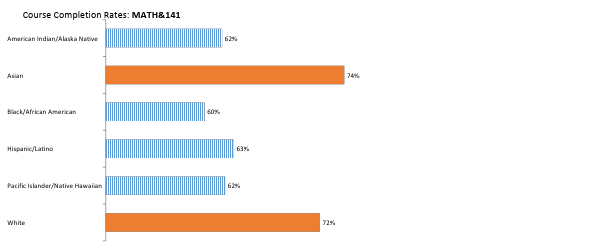 Course Completion Rates: MATH&141
American Indian/Alaska Native 62%
Asian 74%
Black/African American 60%
Hispanic/Latino 63%
Pacific Islander/Native Hawaiian 62%
White 72%